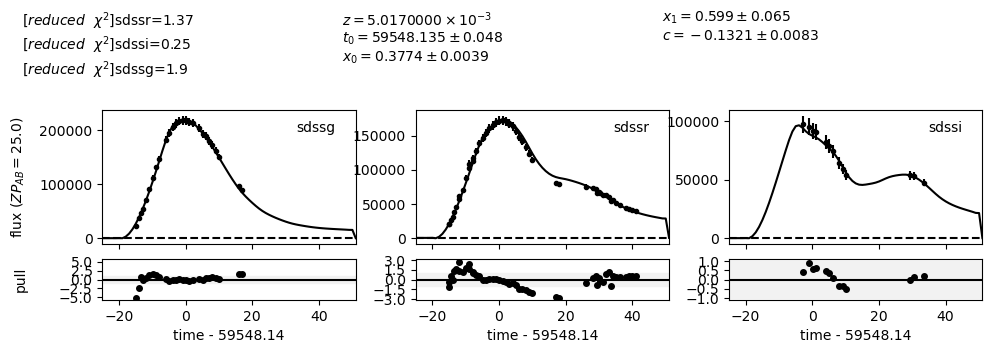 [reduced χ²]sdssr=1.37
[reduced χ²]sdssi=0.25
[reduced χ²]sdssg=1.9
z = 5.0170000 × 10⁻³
t₀ = 59548.135 ± 0.048
x₀ = 0.3774 ± 0.0039
x₁ = 0.599 ± 0.065
c = −0.1321 ± 0.0083
flux (ZP_AB = 25.0)
200000
100000
0
sdssg
150000
100000
50000
0
sdssr
100000
50000
0
sdssi
pull
5.0
2.5
0.0
−2.5
−5.0
3.0
1.5
0.0
−1.5
−3.0
1.0
0.5
0.0
−0.5
−1.0
−20 0 20 40
−20 0 20 40
−20 0 20 40
time - 59548.14
time - 59548.14
time - 59548.14